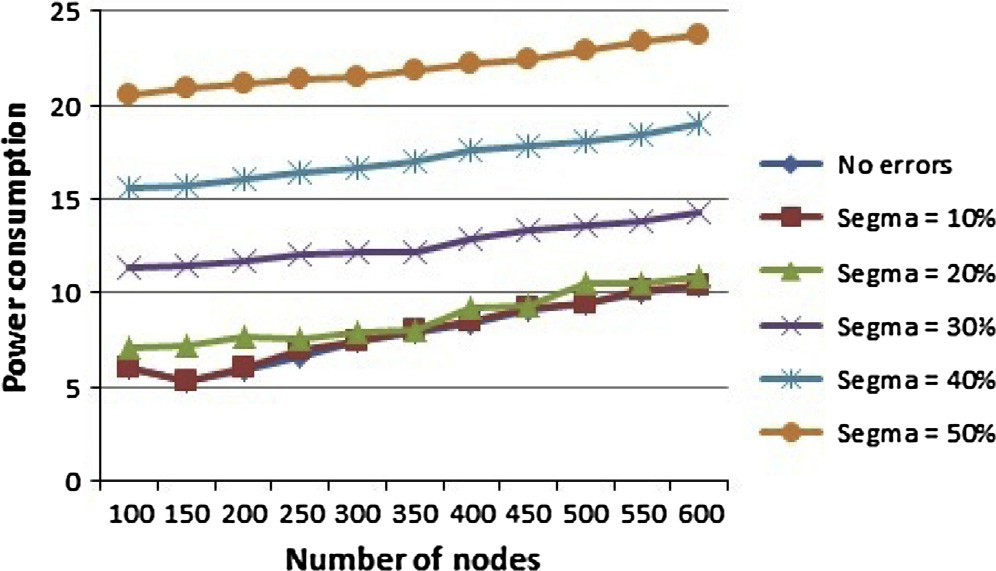 25
20
15
10
5
0
Power consumption
100 150 200 250 300 350 400 450 500 550 600
Number of nodes
No errors
Segma = 10%
Segma = 20%
Segma = 30%
Segma = 40%
Segma = 50%